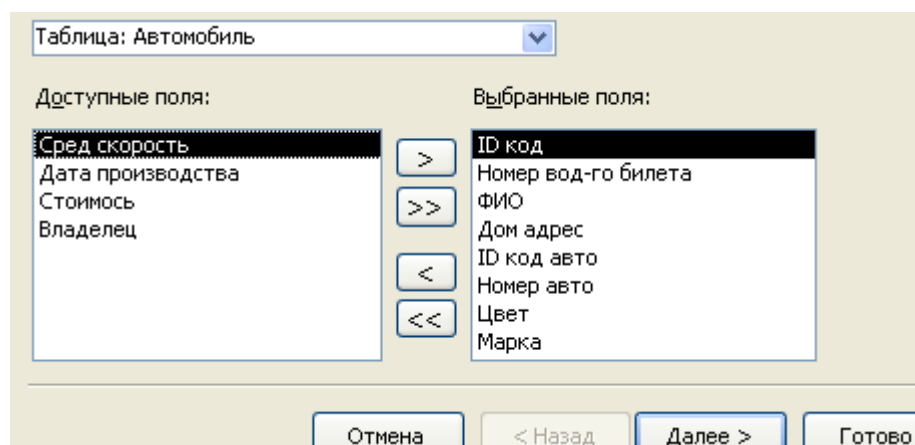 Таблица: Автомобиль
Доступные поля:
Выбранные поля:
Сред скорость
Дата производства
Стоимось
Владелец
>
>>
<
<<
ID код
Номер вод-го билета
ФИО
Дом адрес
ID код авто
Номер авто
Цвет
Марка
Отмена
< Назад
Далее >
Готово